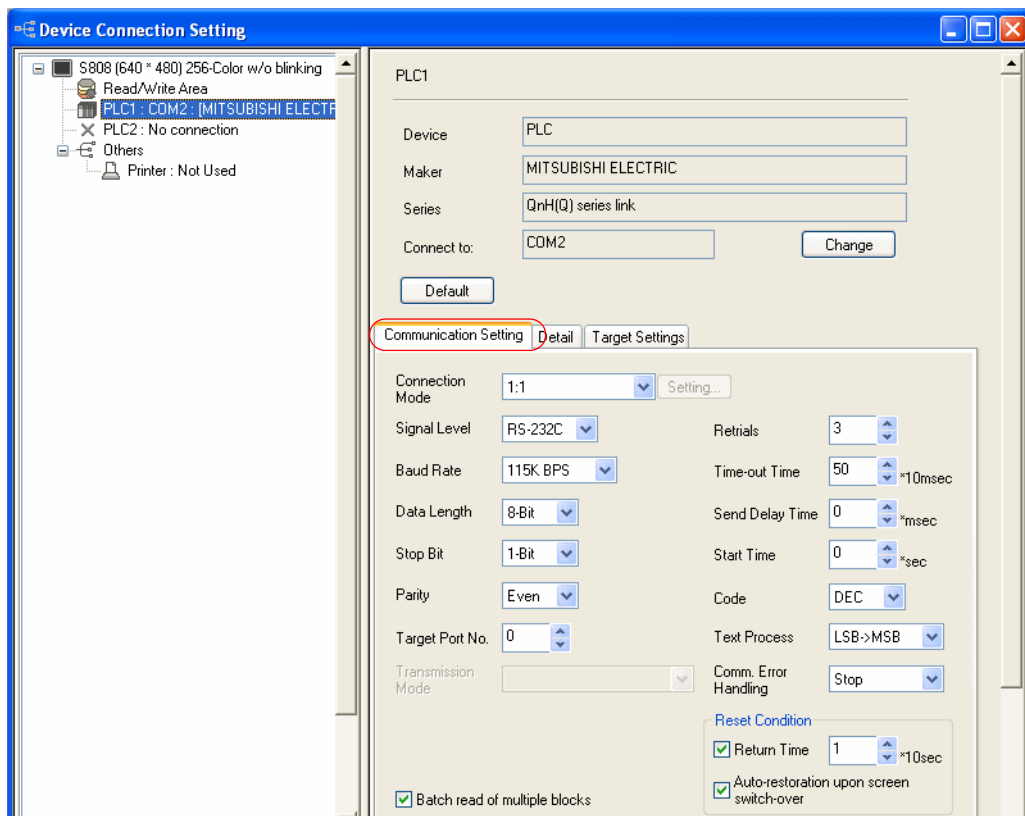 Device Connection Setting
S808 (640 * 480) 256-Color w/o blinking
Read/Write Area
PLC1 : COM2 : [MITSUBISHI ELECTR
PLC2 : No connection
Others
Printer : Not Used
PLC1
Device PLC
Maker MITSUBISHI ELECTRIC
Series QnH(Q) series link
Connect to: COM2 Change
Default
Communication Setting Detail Target Settings
Connection Mode 1:1 Setting...
Signal Level RS-232C Retrials 3
Baud Rate 115K BPS Time-out Time 50 *10msec
Data Length 8-Bit Send Delay Time 0 *msec
Stop Bit 1-Bit Start Time 0 *sec
Parity Even Code DEC
Target Port No. 0 Text Process LSB->MSB
Transmission Mode Comm. Error Handling Stop
Reset Condition
Return Time 1 *10sec
Batch read of multiple blocks Auto-restoration upon screen switch-over